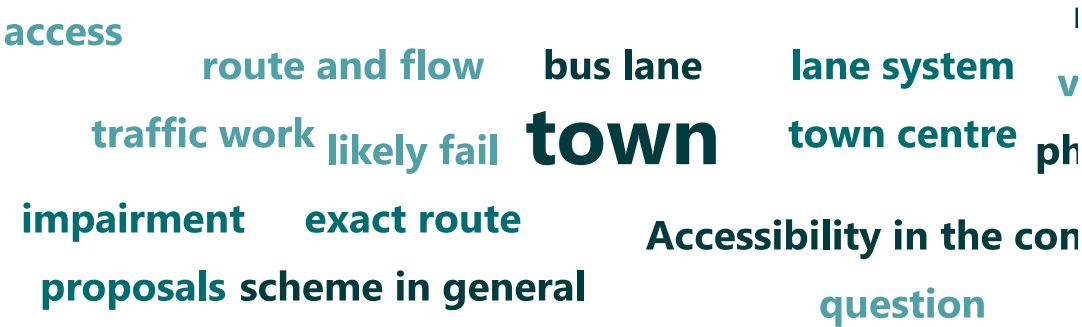 access
route and flow bus lane lane system
traffic work likely fail town town centre
impairment exact route
Accessibility in the
proposals scheme in general
question